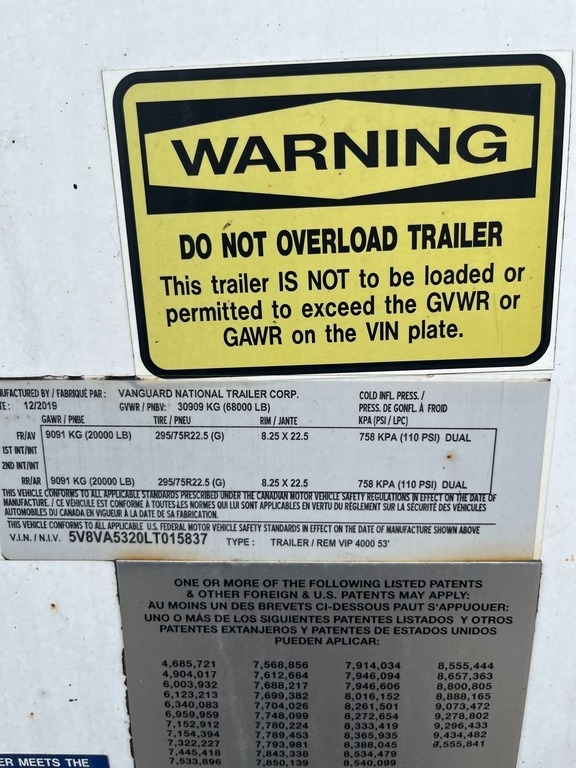 WARNING
DO NOT OVERLOAD TRAILER
This trailer IS NOT to be loaded or
permitted to exceed the GVWR or
GAWR on the VIN plate.
UFACTURED BY / FABRIQUÉ PAR : VANGUARD NATIONAL TRAILER CORP. COLD INFL. PRESS. /
TE : 12/2019 GVWR / PNBV: 30909 KG (68000 LB) PRESS. DE GONFL. À FROID
GAWR / PNBE TIRE / PNEU RIM / JANTE KPA (PSI / LPC)
FR/AV 9091 KG (20000 LB) 295/75R22.5 (G) 8.25 X 22.5 758 KPA (110 PSI) DUAL
1ST INT/INT
2ND INT/INT
RR/AR 9091 KG (20000 LB) 295/75R22.5 (G) 8.25 X 22.5 758 KPA (110 PSI) DUAL
THIS VEHICLE CONFORMS TO ALL APPLICABLE STANDARDS PRESCRIBED UNDER THE CANADIAN MOTOR VEHICLE SAFETY REGULATIONS IN EFFECT ON THE DATE OF
MANUFACTURE. / CE VÉHICULE EST CONFORME À TOUTES LES NORMES QUI LUI SONT APPLICABLES EN VERTU DU RÈGLEMENT SUR LA SÉCURITÉ DES VÉHICULES
AUTOMOBILES DU CANADA EN VIGUEUR À LA DATE DE SA FABRICATION.
THIS VEHICLE CONFORMS TO ALL APPLICABLE U.S. FEDERAL MOTOR VEHICLE SAFETY STANDARDS IN EFFECT ON THE DATE OF MANUFACTURE SHOWN ABOVE
V.I.N. / N.I.V. 5V8VA5320LT015837 TYPE : TRAILER / REM VIP 4000 53'
ONE OR MORE OF THE FOLLOWING LISTED PATENTS
& OTHER FOREIGN & U.S. PATENTS MAY APPLY:
AU MOINS UN DES BREVETS CI-DESSOUS PAUT S'APPUOUER:
UNO O MÁS DE LOS SIGUIENTES PATENTES LISTADOS Y OTROS
PATENTES EXTANJEROS Y PATENTES DE ESTADOS UNIDOS
PUEDEN APLICAR:
4,685,721 7,568,856 7,914,034 8,555,444
4,904,017 7,612,664 7,946,094 8,657,363
6,003,932 7,688,217 7,946,606 8,800,805
6,123,213 7,699,382 8,016,152 8,888,165
6,340,083 7,704,026 8,261,501 9,073,472
6,959,959 7,748,099 8,272,654 9,278,802
7,152,912 7,780,224 8,333,419 9,296,433
7,154,394 7,789,453 8,365,935 9,434,482
7,322,227 7,793,981 8,388,045 9,555,841
7,445,418 7,843,338 8,534,479
7,533,896 7,850,139 8,540,099
ER MEETS THE